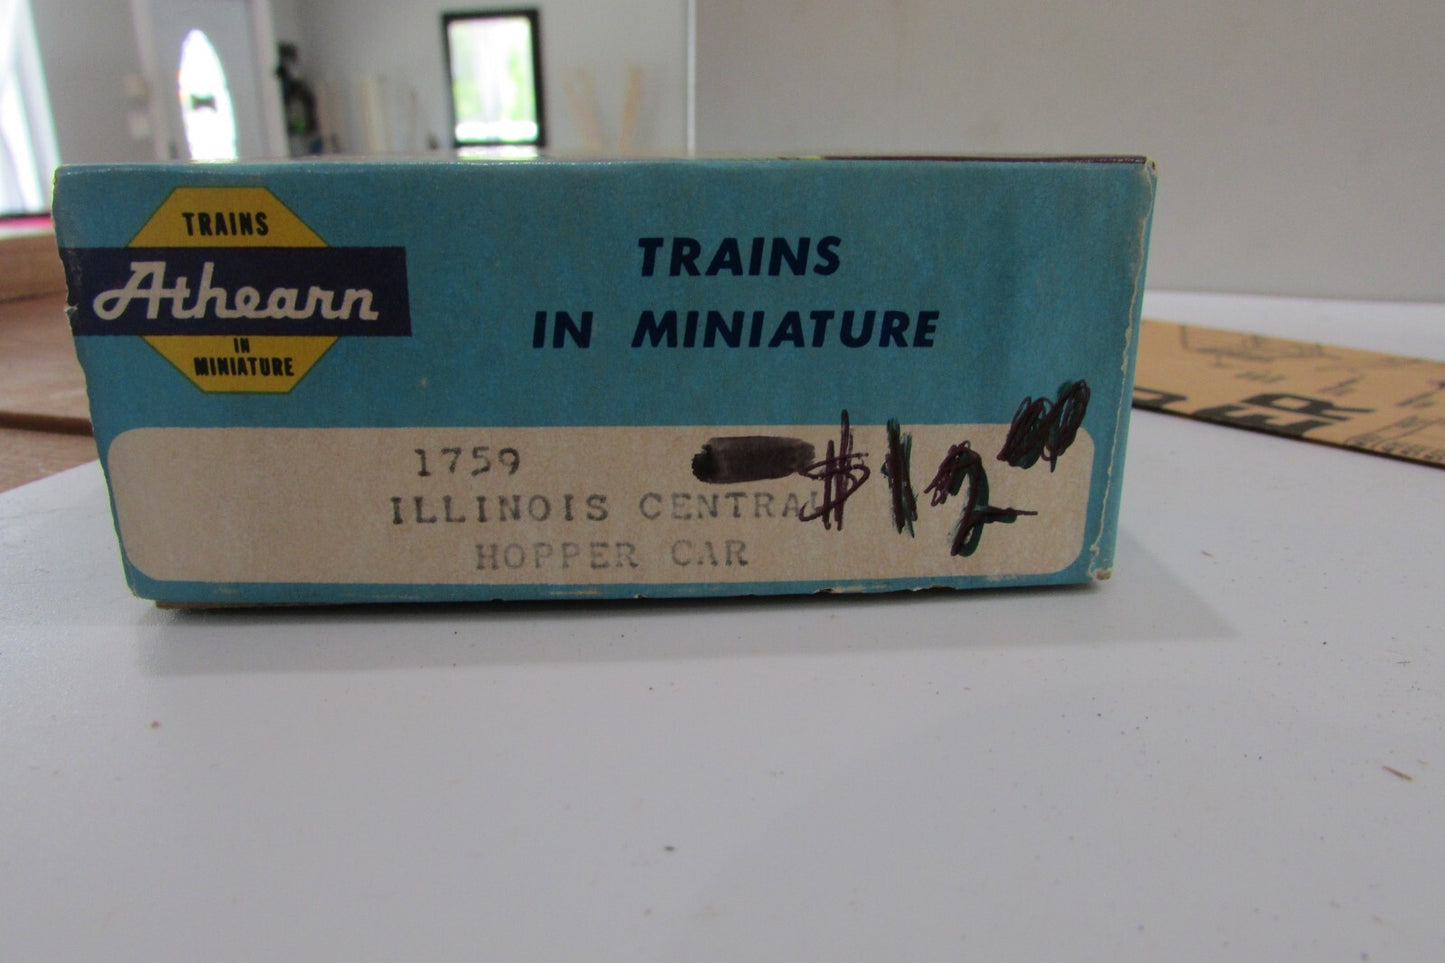 TRAINS
Athearn
IN
MINIATURE
TRAINS
IN MINIATURE
1759
ILLINOIS CENTRAL
HOPPER CAR
$12.00